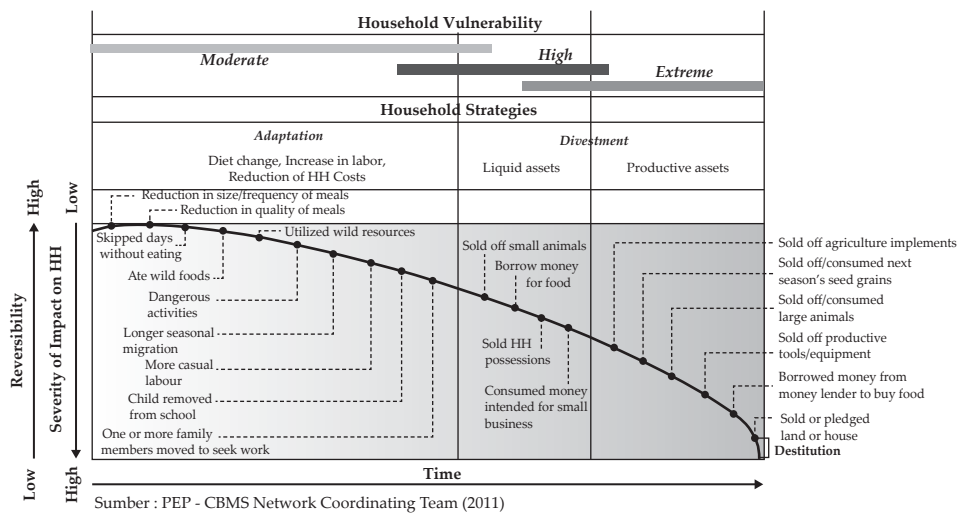 Household Vulnerability
Moderate
High
Extreme
Household Strategies
Adaptation
Divestment
Diet change, Increase in labor,
Reduction of HH Costs
Liquid assets
Productive assets
High
Low
Reversibility
Severity of Impact on HH
Low
High
Reduction in size/frequency of meals
Reduction in quality of meals
Skipped days
without eating
Utilized wild resources
Ate wild foods
Dangerous
activities
Longer seasonal
migration
More casual
labour
Child removed
from school
One or more family
members moved to seek work
Sold off small animals
Borrow money
for food
Sold HH
possessions
Consumed money
intended for small
business
Sold off agriculture implements
Sold off/consumed next
season's seed grains
Sold off/consumed
large animals
Sold off productive
tools/equipment
Borrowed money from
money lender to buy food
Sold or pledged
land or house
Destitution
Time
Sumber : PEP - CBMS Network Coordinating Team (2011)